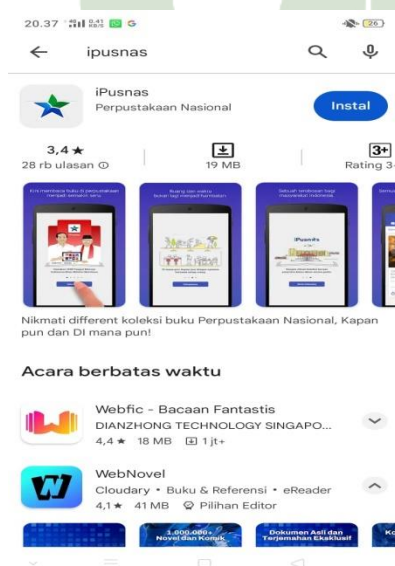 20.37
26
ipusnas
iPusnas
Perpustakaan Nasional
Instal
3,4★
28 rb ulasan
19 MB
3+
Rating 3+
Nikmati different koleksi buku Perpustakaan Nasional, Kapan
pun dan DI mana pun!
Acara berbatas waktu
Webfic - Bacaan Fantastis
DIANZHONG TECHNOLOGY SINGAPO...
4,4★ 18 MB 1 jt+
WebNovel
Cloudary • Buku & Referensi • eReader
4,1★ 41 MB Pilihan Editor
1.000.000+
Novel dan Komik
Dokumen Asli dan
Terjemahan Eksklusif